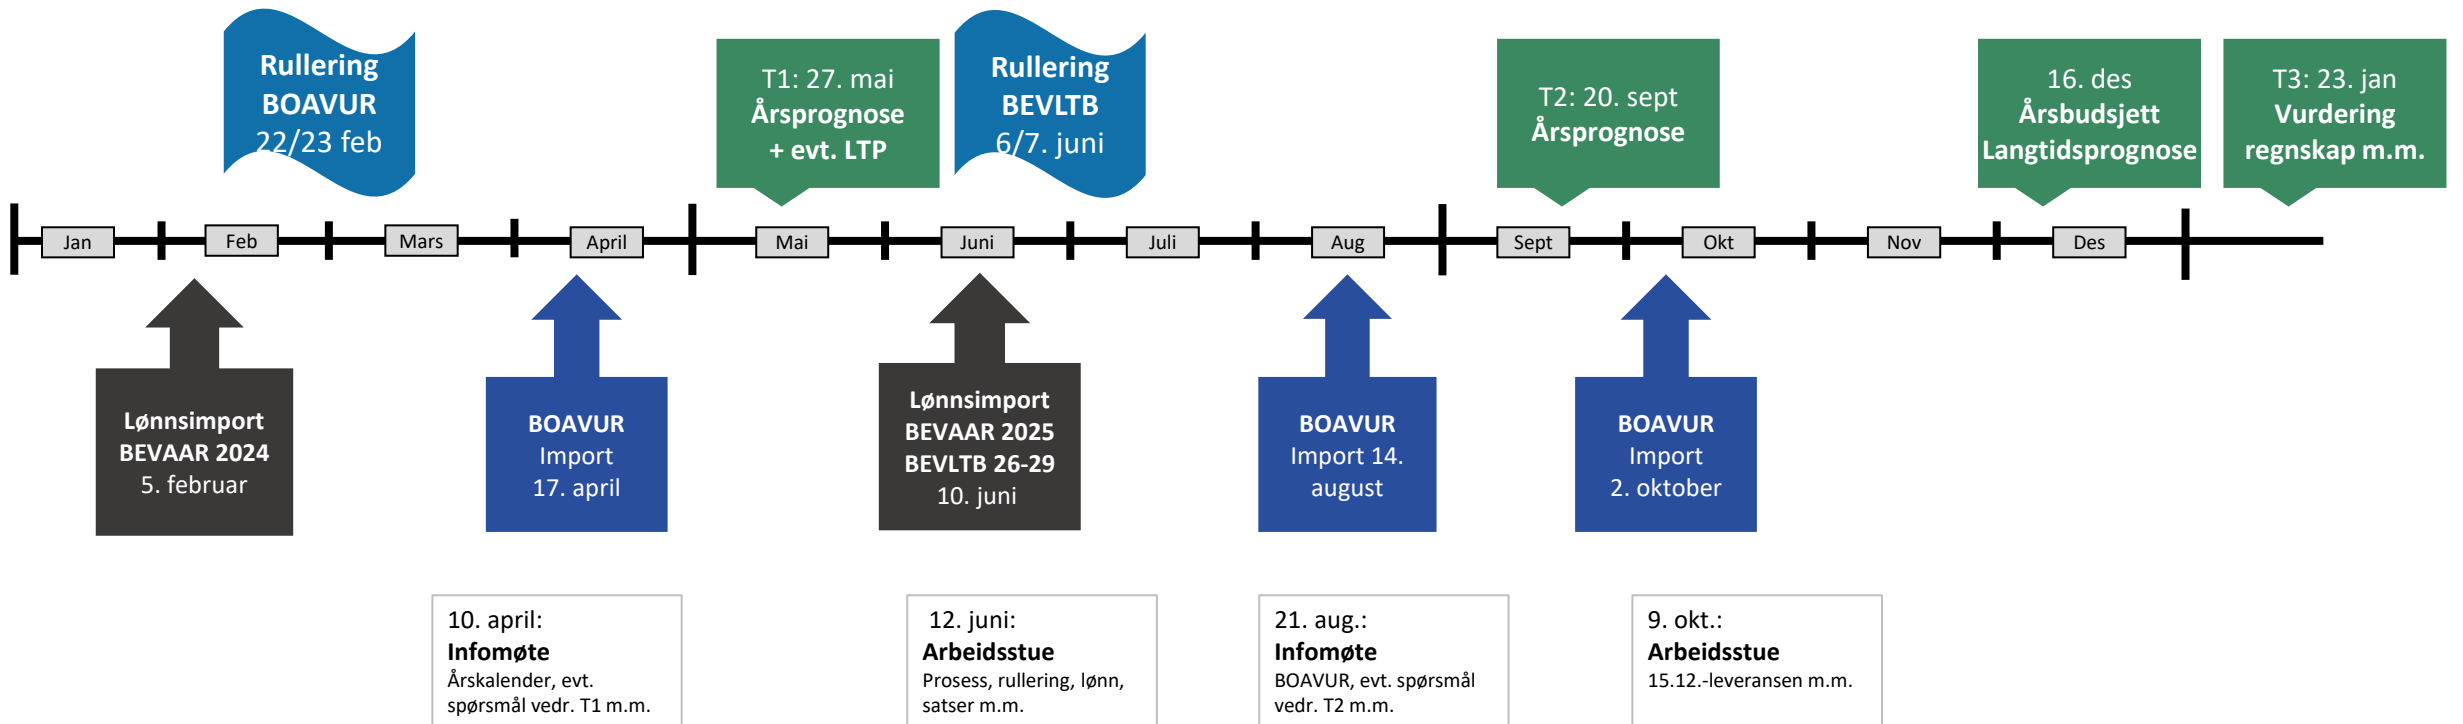 Rullering
BOAVUR
22/23 feb
T1: 27. mai
Årsprognose
+ evt. LTP
Rullering
BEVLTB
6/7. juni
T2: 20. sept
Årsprognose
16. des
Årsbudsjett
Langtidsprognose
T3: 23. jan
Vurdering
regnskap m.m.
Jan
Feb
Mars
April
Mai
Juni
Juli
Aug
Sept
Okt
Nov
Des
Lønnsimport
BEVAAR 2024
5. februar
BOAVUR
Import
17. april
Lønnsimport
BEVAAR 2025
BEVLTB 26-29
10. juni
BOAVUR
Import 14.
august
BOAVUR
Import
2. oktober
10. april:
Infomøte
Årskalender, evt.
spørsmål vedr. T1 m.m.
12. juni:
Arbeidsstue
Prosess, rullering, lønn,
satser m.m.
21. aug.:
Infomøte
BOAVUR, evt. spørsmål
vedr. T2 m.m.
9. okt.:
Arbeidsstue
15.12.-leveransen m.m.